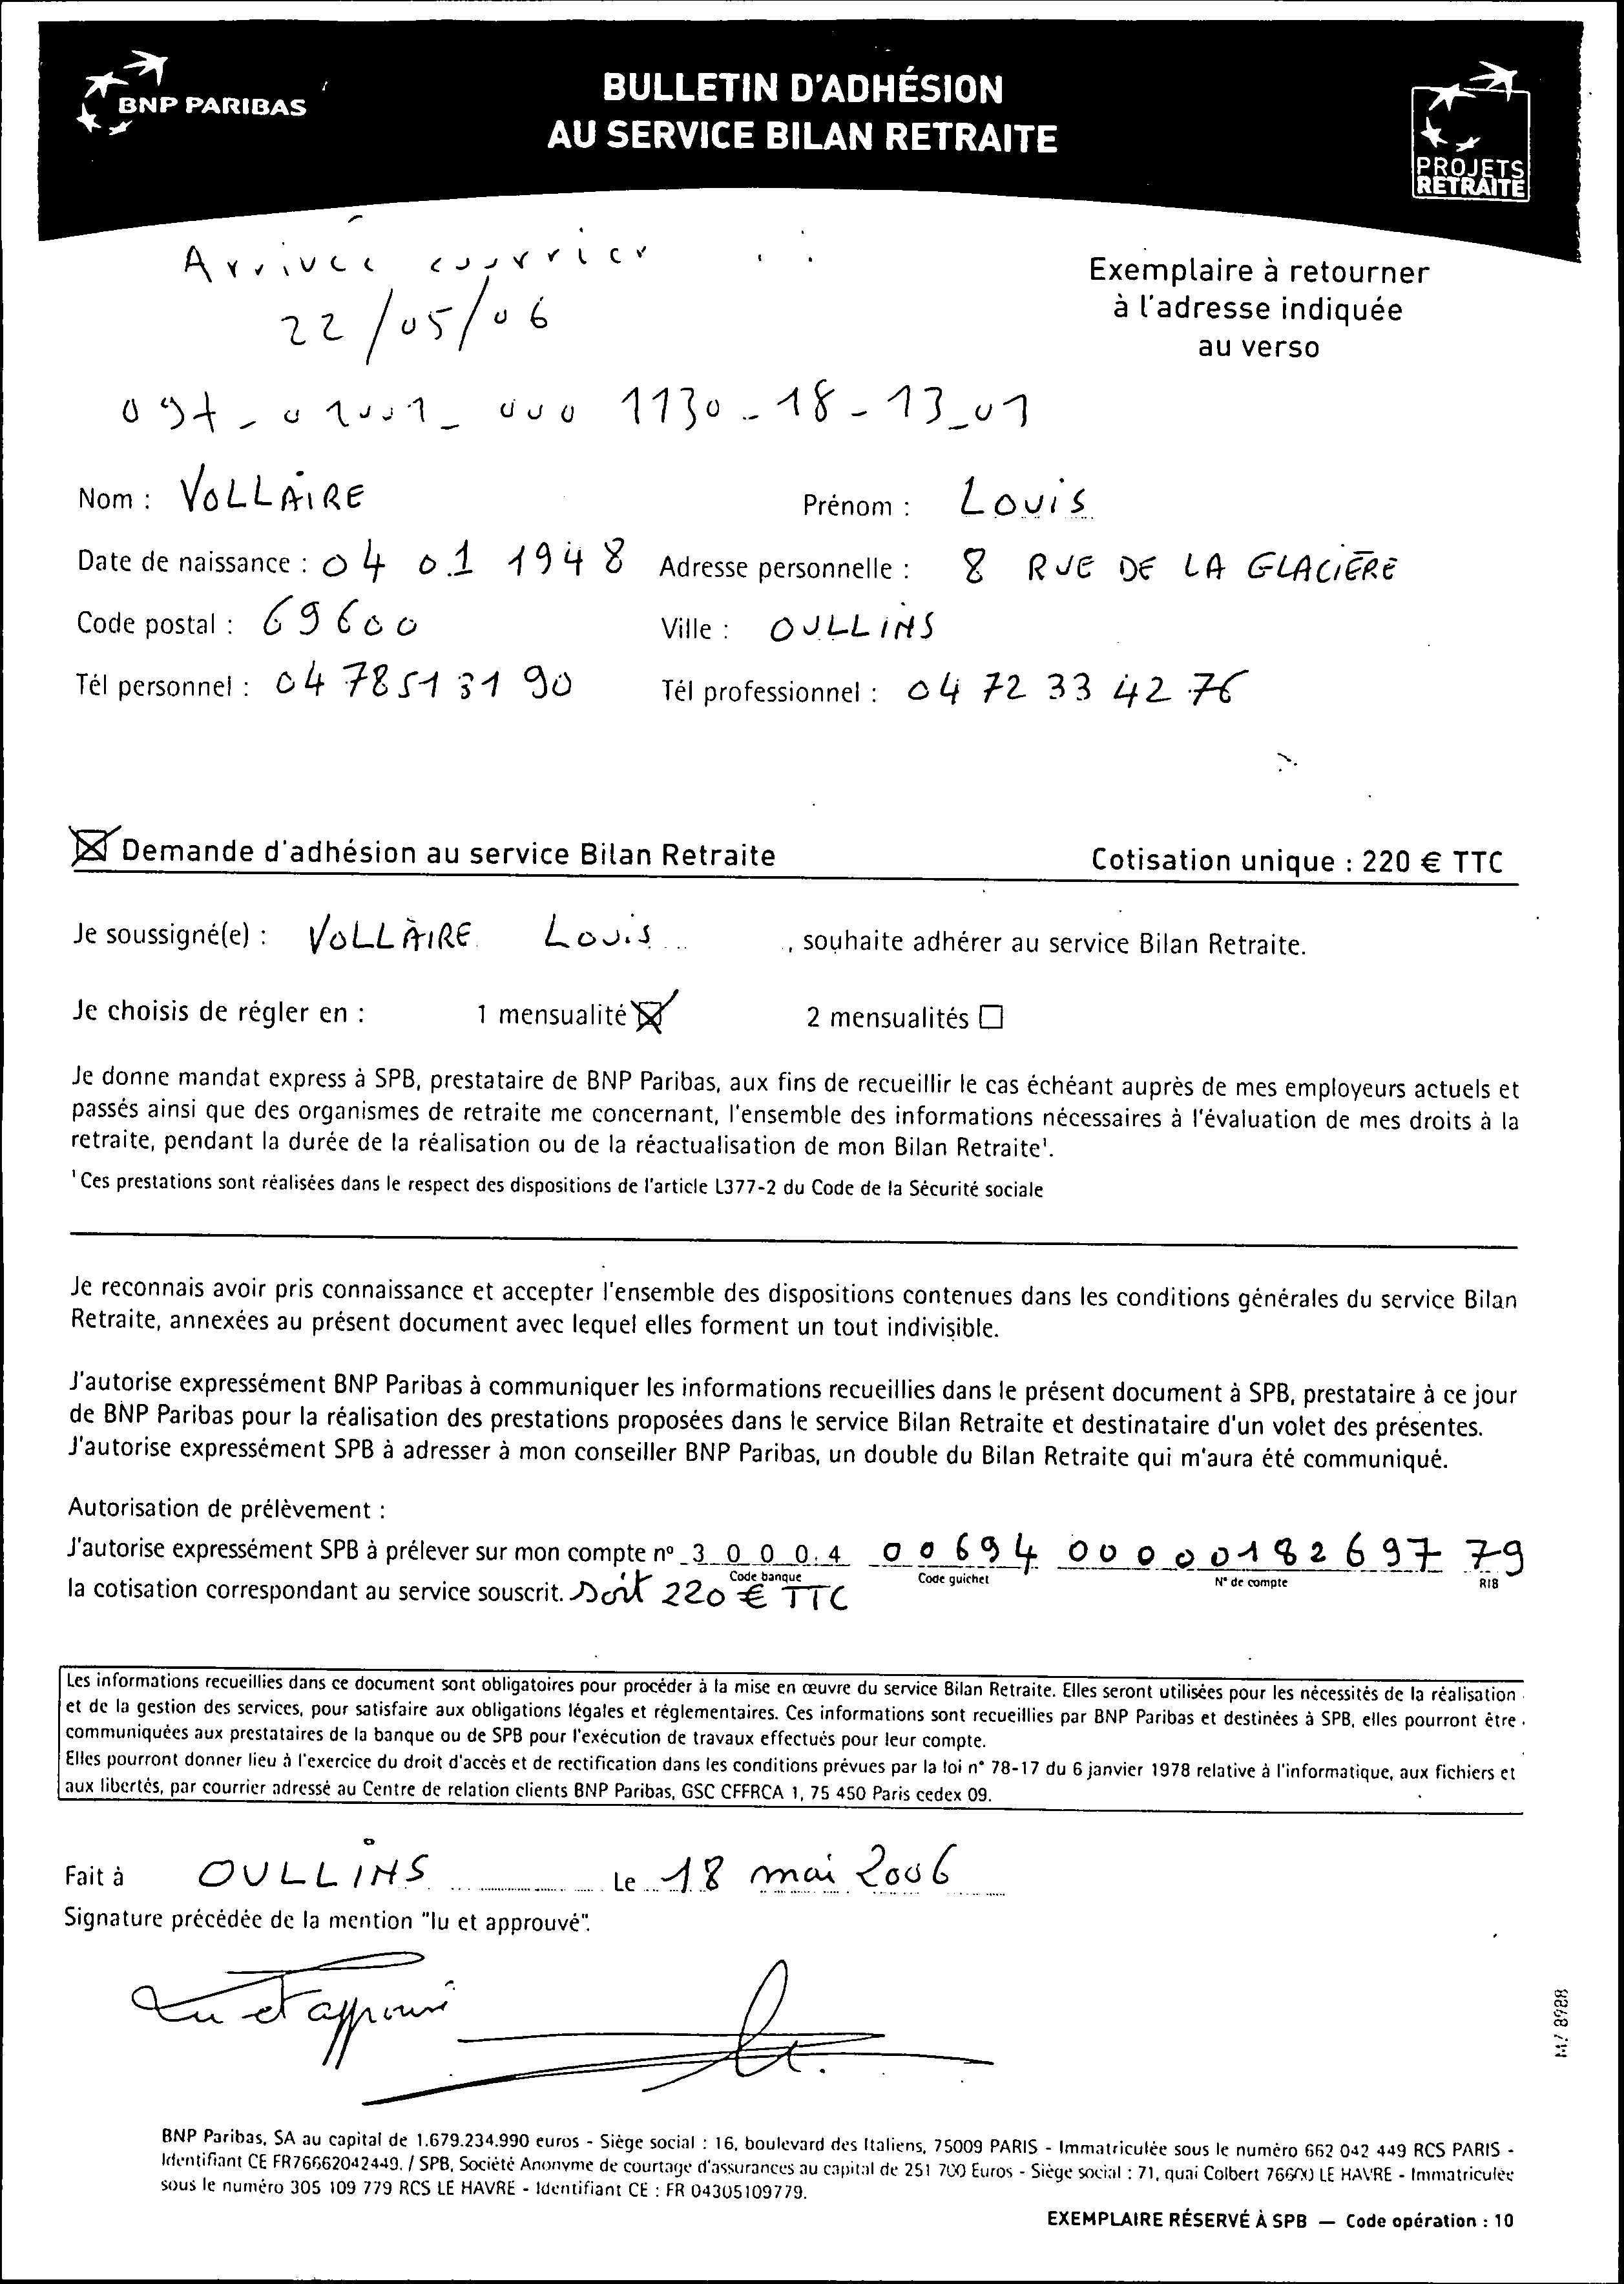 BNP PARIBAS
BULLETIN D'ADHÉSION
AU SERVICE BILAN RETRAITE
PROJETS
RETRAITE
Arrivée courrier
22/05/06
Exemplaire à retourner
à l'adresse indiquée
au verso
097_01001_000 1130_18_13_01
Nom : VOLLAIRE Prénom : LOUIS
Date de naissance : 04 01 1948 Adresse personnelle : 8 RUE DE LA GLACIÈRE
Code postal : 69600 Ville : OULLINS
Tél personnel : 04 78 51 31 90 Tél professionnel : 04 72 33 42 76
☒ Demande d'adhésion au service Bilan Retraite Cotisation unique : 220 € TTC
Je soussigné(e) : VOLLAIRE LOUIS , souhaite adhérer au service Bilan Retraite.
Je choisis de régler en : 1 mensualité ☒ 2 mensualités ☐
Je donne mandat express à SPB, prestataire de BNP Paribas, aux fins de recueillir le cas échéant auprès de mes employeurs actuels et
passés ainsi que des organismes de retraite me concernant, l'ensemble des informations nécessaires à l'évaluation de mes droits à la
retraite, pendant la durée de la réalisation ou de la réactualisation de mon Bilan Retraite¹.
¹ Ces prestations sont réalisées dans le respect des dispositions de l'article L377-2 du Code de la Sécurité sociale
Je reconnais avoir pris connaissance et accepter l'ensemble des dispositions contenues dans les conditions générales du service Bilan
Retraite, annexées au présent document avec lequel elles forment un tout indivisible.
J'autorise expressément BNP Paribas à communiquer les informations recueillies dans le présent document à SPB, prestataire à ce jour
de BNP Paribas pour la réalisation des prestations proposées dans le service Bilan Retraite et destinataire d'un volet des présentes.
J'autorise expressément SPB à adresser à mon conseiller BNP Paribas, un double du Bilan Retraite qui m'aura été communiqué.
Autorisation de prélèvement :
J'autorise expressément SPB à prélever sur mon compte n° 3 0 0 0 4 00694 00000182697 79
Code banque Code guichet N° de compte RIB
la cotisation correspondant au service souscrit. Soit 220 € TTC
Les informations recueillies dans ce document sont obligatoires pour procéder à la mise en œuvre du service Bilan Retraite. Elles seront utilisées pour les nécessités de la réalisation
et de la gestion des services, pour satisfaire aux obligations légales et réglementaires. Ces informations sont recueillies par BNP Paribas et destinées à SPB, elles pourront être
communiquées aux prestataires de la banque ou de SPB pour l'exécution de travaux effectués pour leur compte.
Elles pourront donner lieu à l'exercice du droit d'accès et de rectification dans les conditions prévues par la loi n° 78-17 du 6 janvier 1978 relative à l'informatique, aux fichiers et
aux libertés, par courrier adressé au Centre de relation clients BNP Paribas, GSC CFFRCA 1, 75 450 Paris cedex 09.
Fait à OULLINS Le 18 mai 2006
Signature précédée de la mention "lu et approuvé".
Lu et approuvé
BNP Paribas, SA au capital de 1.679.234.990 euros - Siège social : 16, boulevard des Italiens, 75009 PARIS - Immatriculée sous le numéro 662 042 449 RCS PARIS -
Identifiant CE FR76662042449. / SPB, Société Anonyme de courtage d'assurances au capital de 251 700 Euros - Siège social : 71, quai Colbert 76600 LE HAVRE - Immatriculée
sous le numéro 305 109 779 RCS LE HAVRE - Identifiant CE : FR 04305109779.
EXEMPLAIRE RÉSERVÉ À SPB — Code opération : 10